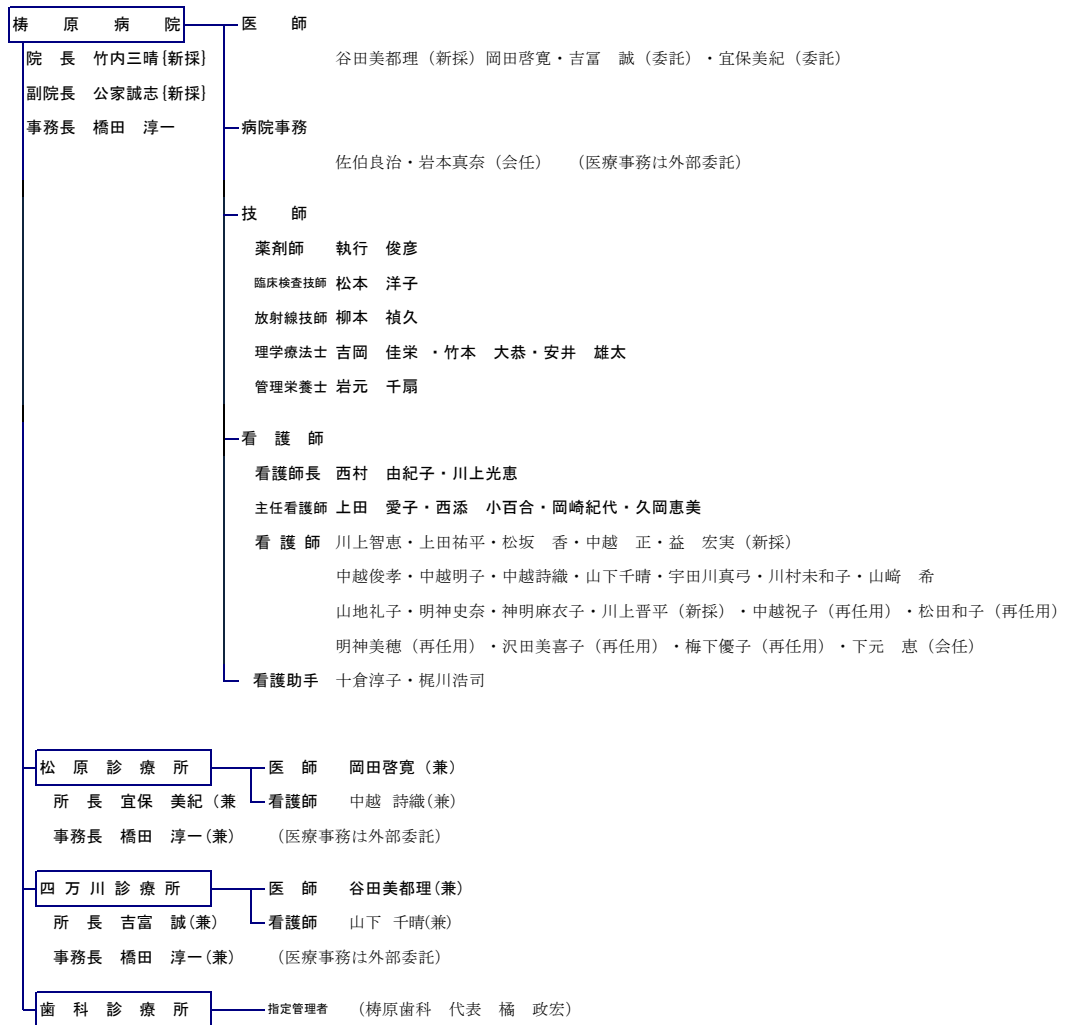 梼　原　病　院　医　師
院　長　竹内三晴{新採}　谷田美都理（新採）岡田啓寛・吉冨　誠（委託）・宜保美紀（委託）
副院長　公家誠志{新採}
事務長　橋田　淳一　病院事務
佐伯良治・岩本真奈（会任）　（医療事務は外部委託）
技　師
薬剤師　執行　俊彦
臨床検査技師　松本　洋子
放射線技師　柳本　禎久
理学療法士　吉岡　佳栄　・竹本　大恭・安井　雄太
管理栄養士　岩元　千扇
看　護　師
看護師長　西村　由紀子・川上光恵
主任看護師　上田　愛子・西添　小百合・岡崎紀代・久岡恵美
看 護 師　川上智恵・上田祐平・松坂　香・中越　正・益　宏実（新採）
中越俊孝・中越明子・中越詩織・山下千晴・宇田川真弓・川村未和子・山﨑　希
山地礼子・明神史奈・神明麻衣子・川上晋平（新採）・中越祝子（再任用）・松田和子（再任用）
明神美穂（再任用）・沢田美喜子（再任用）・梅下優子（再任用）・下元　恵（会任）
看護助手　十倉淳子・梶川浩司
松　原　診　療　所　医　師　岡田啓寛（兼）
所　長　宜保　美紀（兼　看護師　中越 詩織(兼)
事務長　橋田　淳一(兼)　（医療事務は外部委託）
四 万 川 診 療 所　医　師　谷田美都理(兼)
所　長　吉富　誠(兼)　看護師　山下 千晴(兼)
事務長　橋田　淳一(兼)　（医療事務は外部委託）
歯　科　診　療　所　指定管理者　（梼原歯科　代表　橘　政宏）